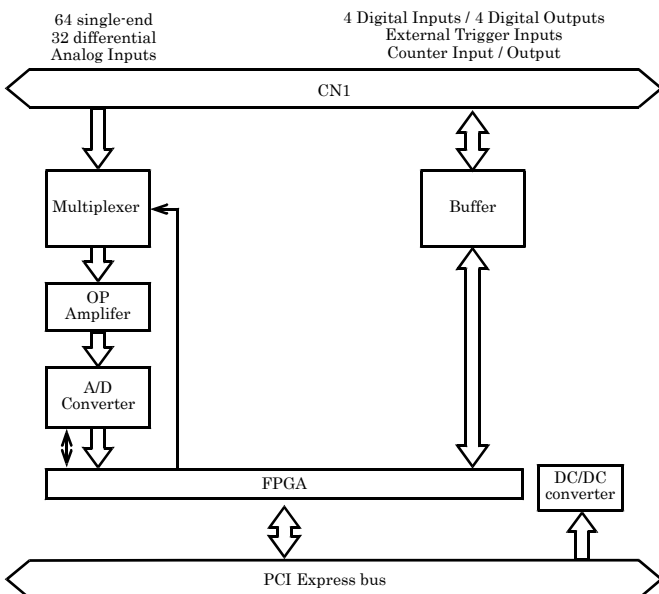 64 single-end
32 differential
Analog Inputs
4 Digital Inputs / 4 Digital Outputs
External Trigger Inputs
Counter Input / Output
CN1
Multiplexer
Buffer
OP
Amplifer
A/D
Converter
FPGA
DC/DC
converter
PCI Express bus